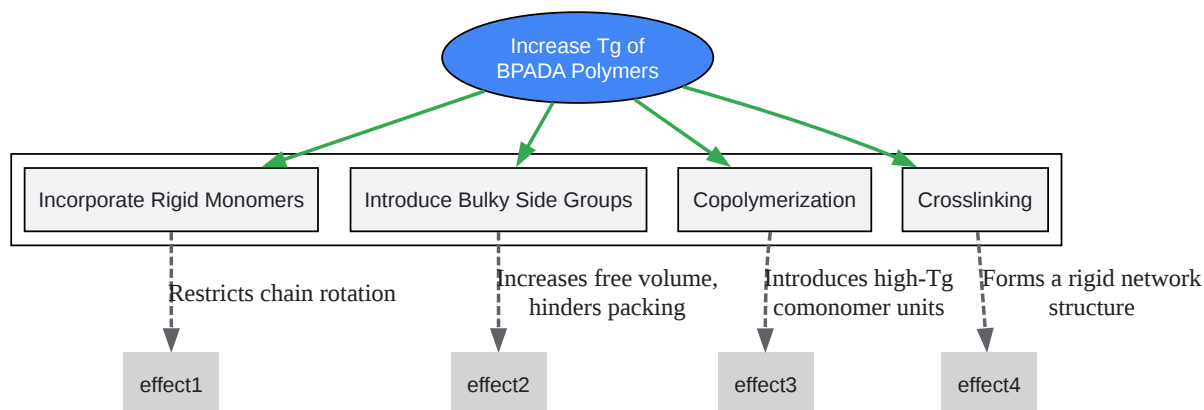 Increase Tg of
BPADA Polymers
Incorporate Rigid Monomers
Introduce Bulky Side Groups
Copolymerization
Crosslinking
Restricts chain rotation
Increases free volume,
hinders packing
Introduces high-Tg
comonomer units
Forms a rigid network
structure
effect1
effect2
effect3
effect4